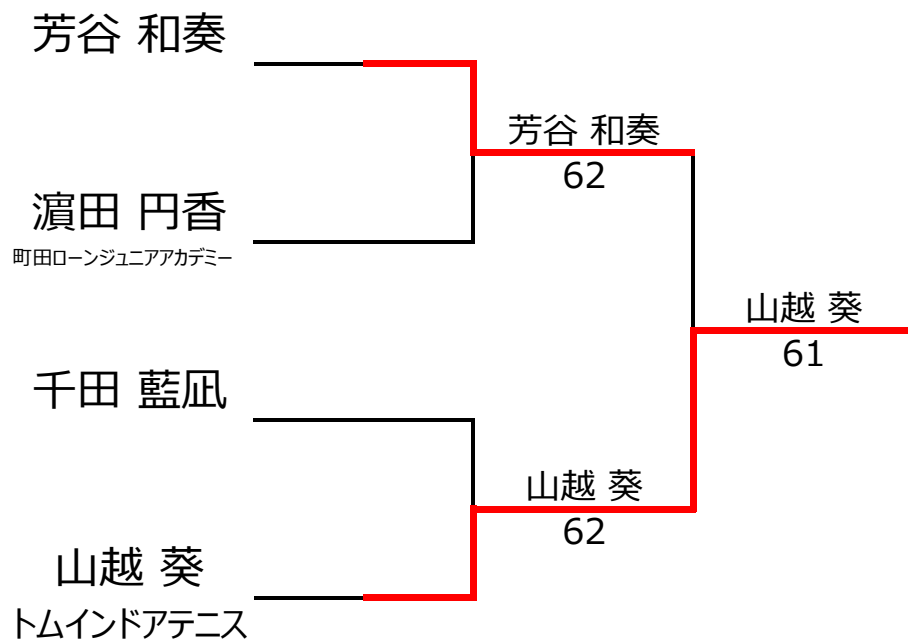 芳谷 和奏
濵田 円香
町田ローンジュニアアカデミー
千田 藍凪
山越 葵
トムインドアテニス
芳谷 和奏
62
山越 葵
62
山越 葵
61